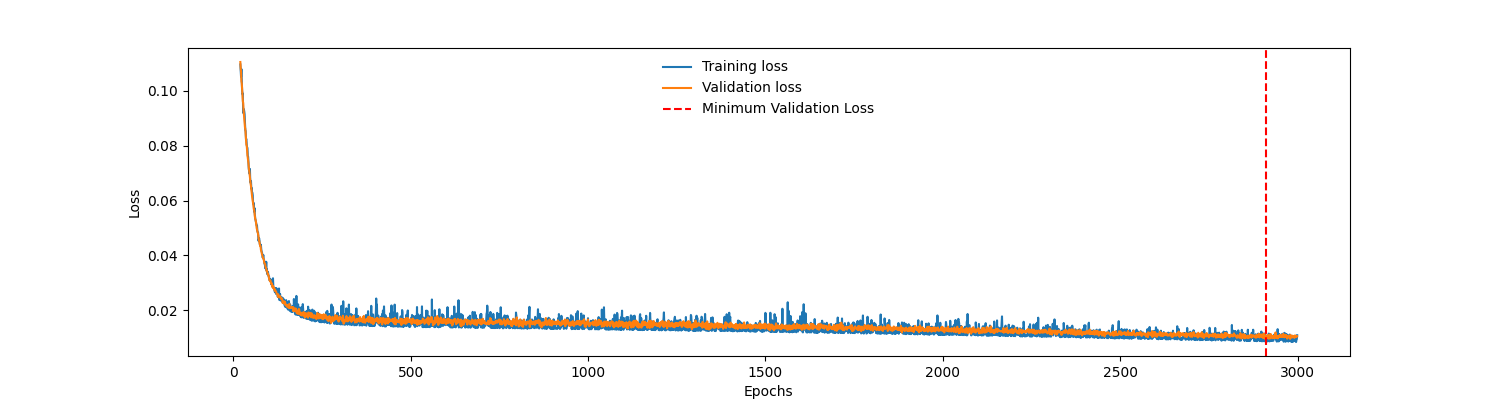 Training loss
Validation loss
Minimum Validation Loss
0.10
0.08
0.06
0.04
0.02
Loss
0 500 1000 1500 2000 2500 3000
Epochs